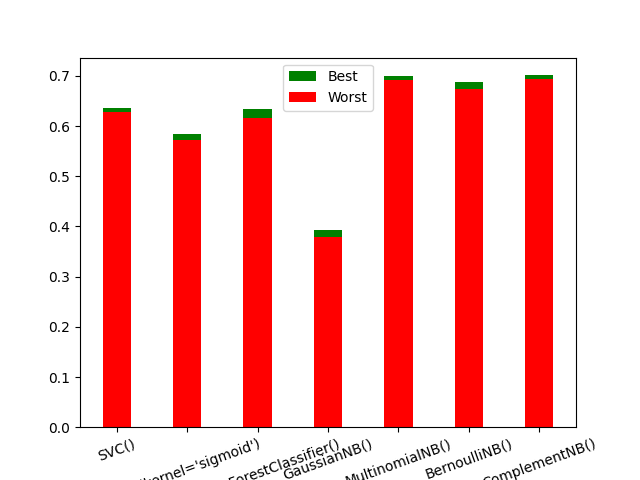 Best
Worst
0.7
0.6
0.5
0.4
0.3
0.2
0.1
0.0
SVC()
kernel='sigmoid')
ForestClassifier()
GaussianNB()
MultinomialNB()
BernoulliNB()
ComplementNB()